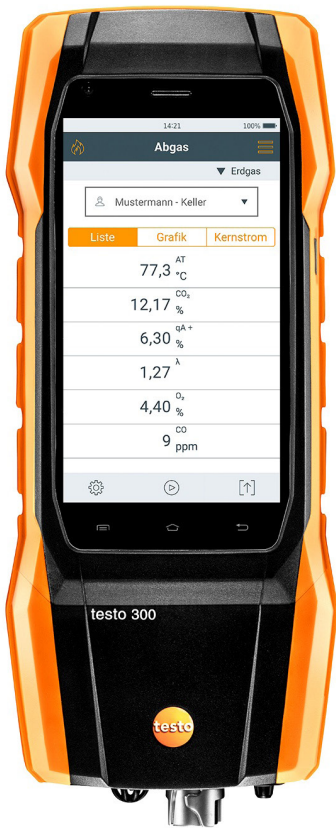 14:21 100%
Abgas
▼ Erdgas
Mustermann - Keller ▼
Liste Grafik Kernstrom
77,3 AT °C
12,17 CO₂ %
6,30 qA + %
1,27 λ
4,40 O₂ %
9 CO ppm
testo 300
testo